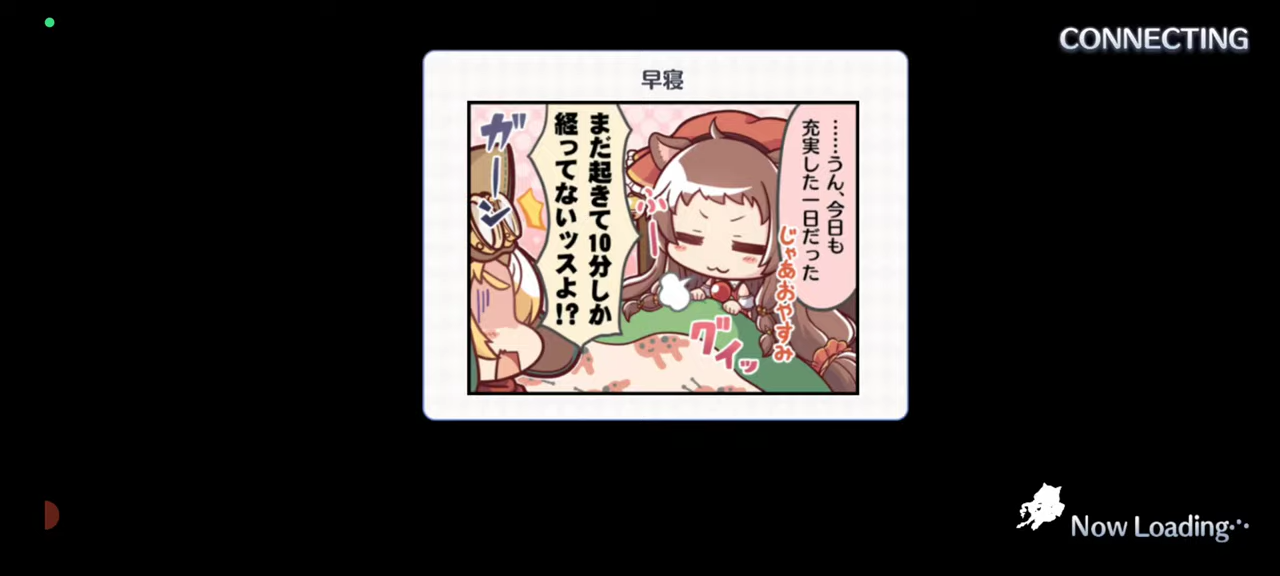 CONNECTING
早寝
……うん、今日も
充実した一日だった
じゃあおやすみ
ふー
グイッ
まだ起きて10分しか
経ってないッスよ!?
ガーン
Now Loading